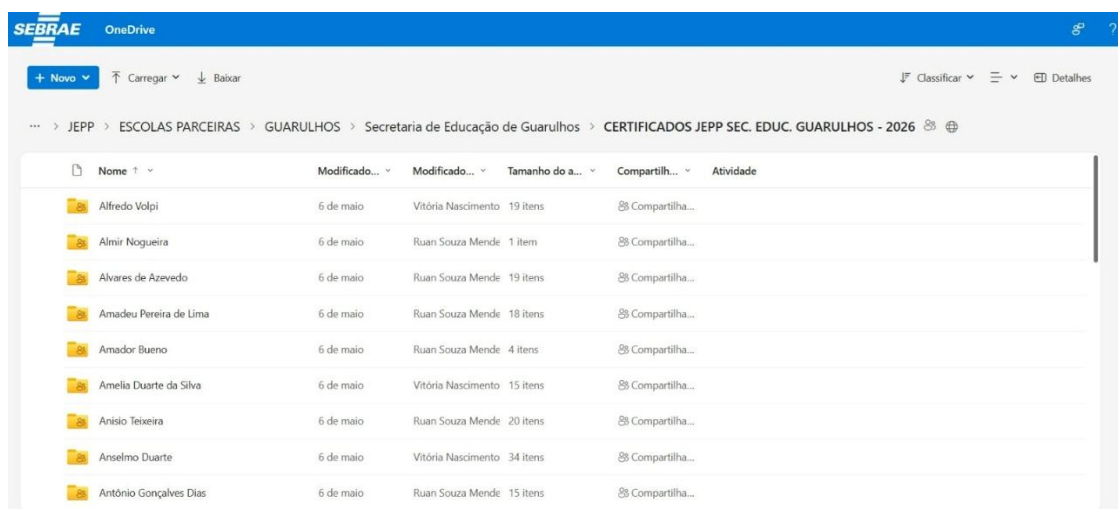 SEBRAE OneDrive ?
+ Novo Carregar Baixar Classificar Detalhes
... > JEPP > ESCOLAS PARCEIRAS > GUARULHOS > Secretaria de Educação de Guarulhos > CERTIFICADOS JEPP SEC. EDUC. GUARULHOS - 2026
Nome ↑ Modificado... Modificado... Tamanho do a... Compartilh... Atividade
Alfredo Volpi 6 de maio Vitória Nascimento 19 itens Compartilha...
Almir Nogueira 6 de maio Ruan Souza Mende 1 item Compartilha...
Alvares de Azevedo 6 de maio Ruan Souza Mende 19 itens Compartilha...
Amadeu Pereira de Lima 6 de maio Ruan Souza Mende 18 itens Compartilha...
Amador Bueno 6 de maio Ruan Souza Mende 4 itens Compartilha...
Amelia Duarte da Silva 6 de maio Vitória Nascimento 15 itens Compartilha...
Anisio Teixeira 6 de maio Ruan Souza Mende 20 itens Compartilha...
Anselmo Duarte 6 de maio Vitória Nascimento 34 itens Compartilha...
Antônio Gonçalves Dias 6 de maio Ruan Souza Mende 15 itens Compartilha...